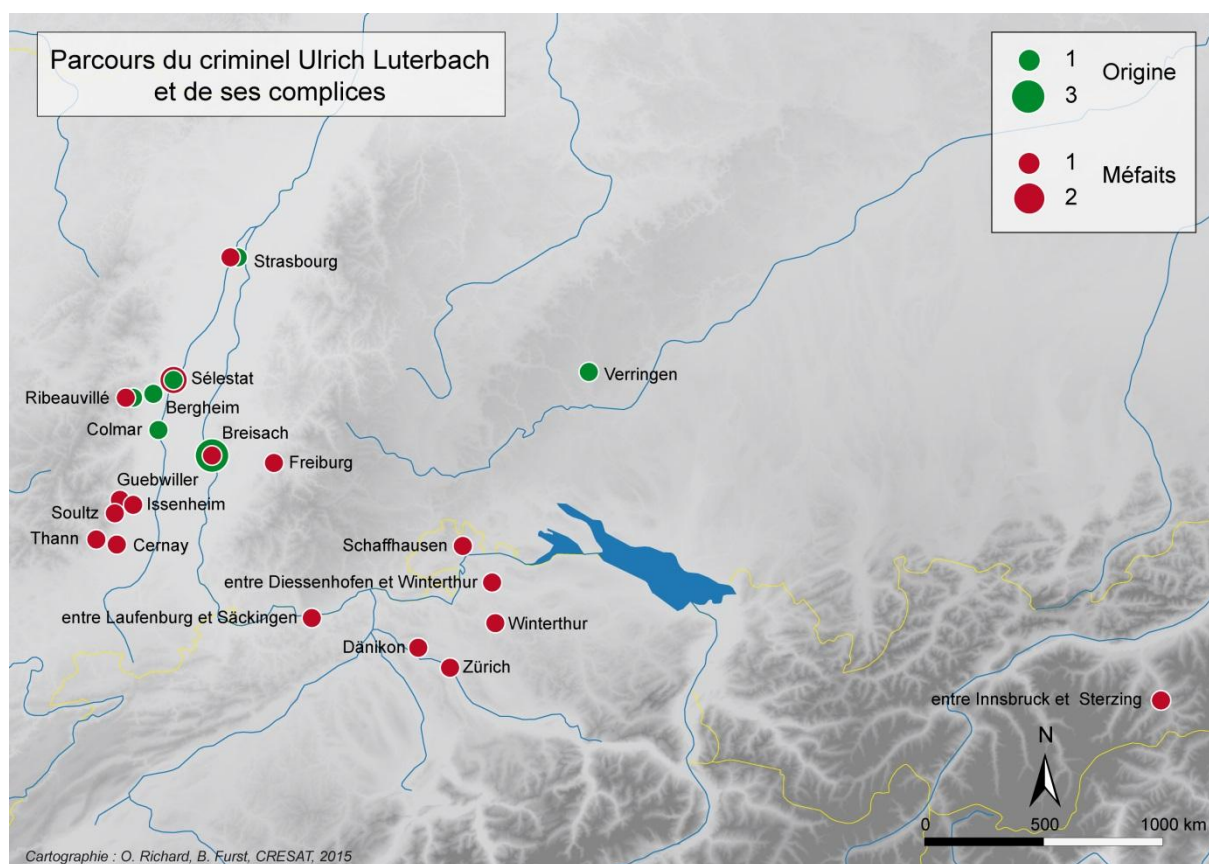 Parcours du criminel Ulrich Luterbach
et de ses complices
1
Origine
3
1
Méfaits
2
Strasbourg
Verringen
Sélestat
Ribeauvillé
Bergheim
Colmar
Breisach
Freiburg
Guebwiller
Issenheim
Soultz
Thann
Cernay
Schaffhausen
entre Diessenhofen et Winterthur
entre Laufenburg et Säckingen
Winterthur
Dänikon
Zürich
entre Innsbruck et Sterzing
N
0 500 1000 km
Cartographie : O. Richard, B. Furst, CRESAT, 2015